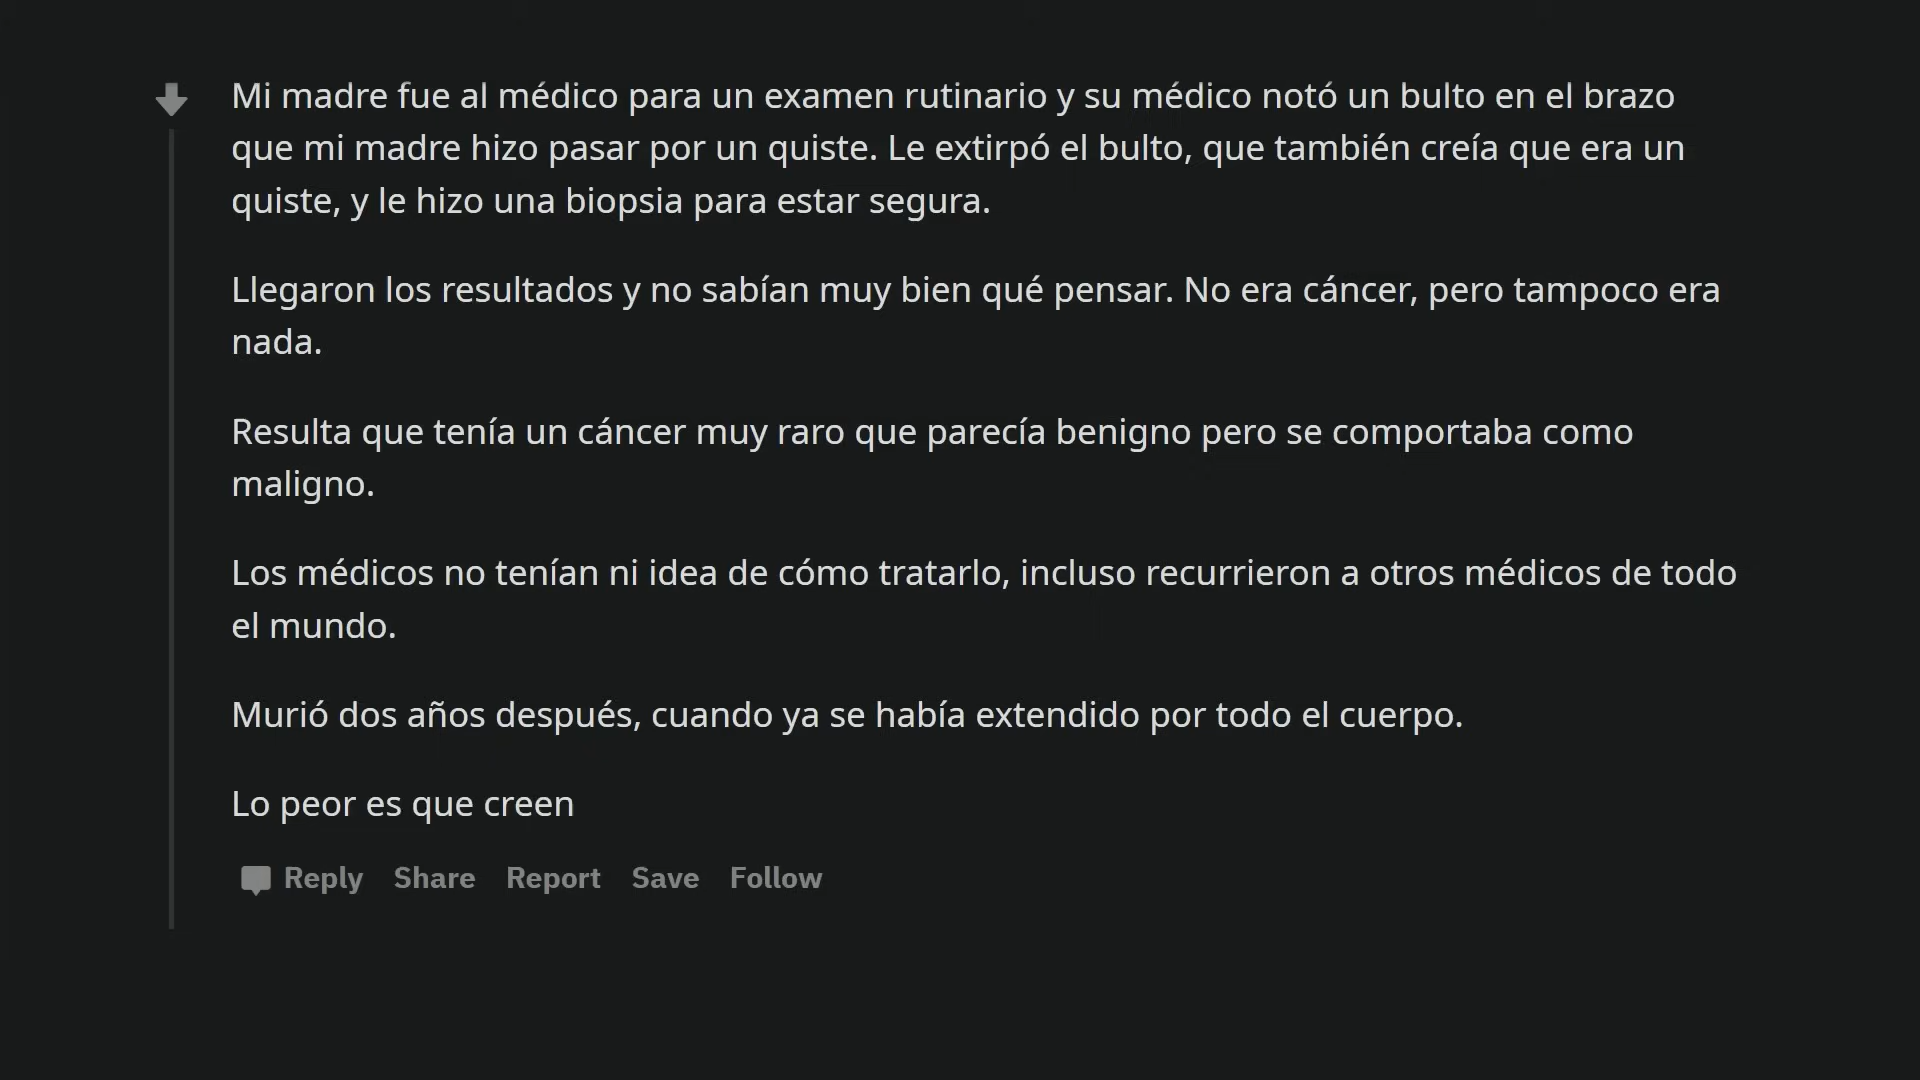 Mi madre fue al médico para un examen rutinario y su médico notó un bulto en el brazo
que mi madre hizo pasar por un quiste. Le extirpó el bulto, que también creía que era un
quiste, y le hizo una biopsia para estar segura.
Llegaron los resultados y no sabían muy bien qué pensar. No era cáncer, pero tampoco era
nada.
Resulta que tenía un cáncer muy raro que parecía benigno pero se comportaba como
maligno.
Los médicos no tenían ni idea de cómo tratarlo, incluso recurrieron a otros médicos de todo
el mundo.
Murió dos años después, cuando ya se había extendido por todo el cuerpo.
Lo peor es que creen
Reply Share Report Save Follow